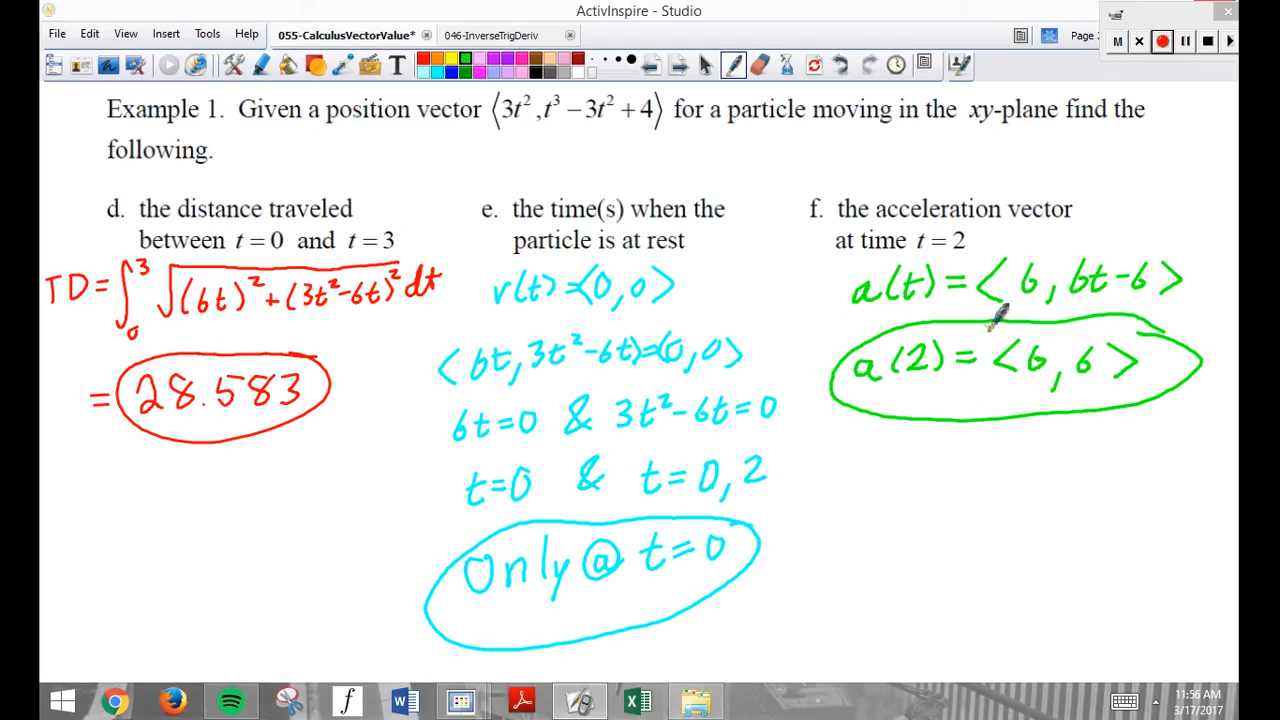 ActivInspire - Studio
File Edit View Insert Tools Help 055-CalculusVectorValue* 046-InverseTrigDeriv Page 3
M
T
Example 1. Given a position vector ⟨3t², t³ − 3t² + 4⟩ for a particle moving in the xy-plane find the
following.
d. the distance traveled
between t = 0 and t = 3
TD = ∫₀³ √((6t)² + (3t²-6t)²) dt
= 28.583
e. the time(s) when the
particle is at rest
v(t)=⟨0,0⟩
⟨6t, 3t²-6t⟩=⟨0,0⟩
6t=0 & 3t²-6t=0
t=0 & t=0,2
Only @ t=0
f. the acceleration vector
at time t = 2
a(t) = <6, 6t-6>
a(2) = <6, 6>
11:56 AM
3/17/2017